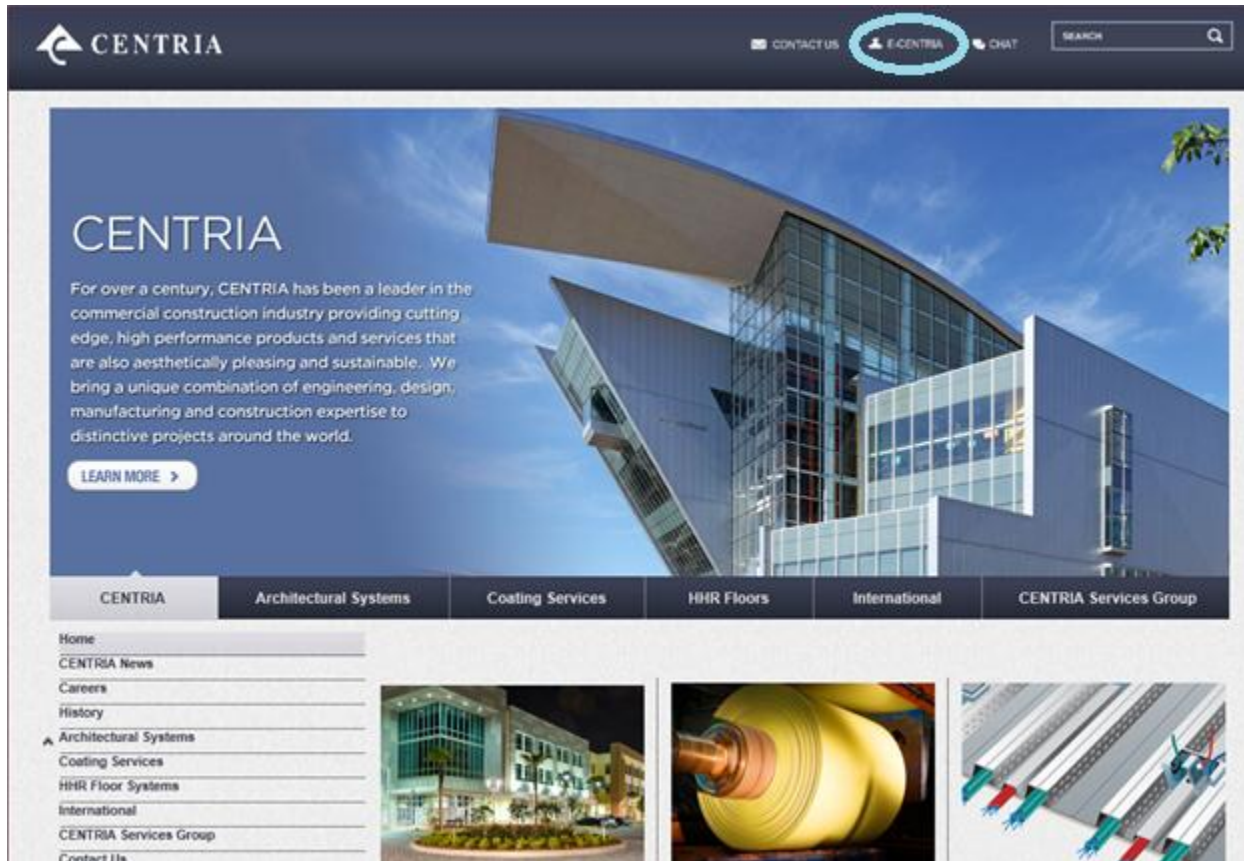 CENTRIA
CONTACT US
E-CENTRIA
CHAT
SEARCH
CENTRIA
For over a century, CENTRIA has been a leader in the
commercial construction industry providing cutting
edge, high performance products and services that
are also aesthetically pleasing and sustainable. We
bring a unique combination of engineering, design,
manufacturing and construction expertise to
distinctive projects around the world.
LEARN MORE >
CENTRIA
Architectural Systems
Coating Services
HHR Floors
International
CENTRIA Services Group
Home
CENTRIA News
Careers
History
Architectural Systems
Coating Services
HHR Floor Systems
International
CENTRIA Services Group
Contact Us